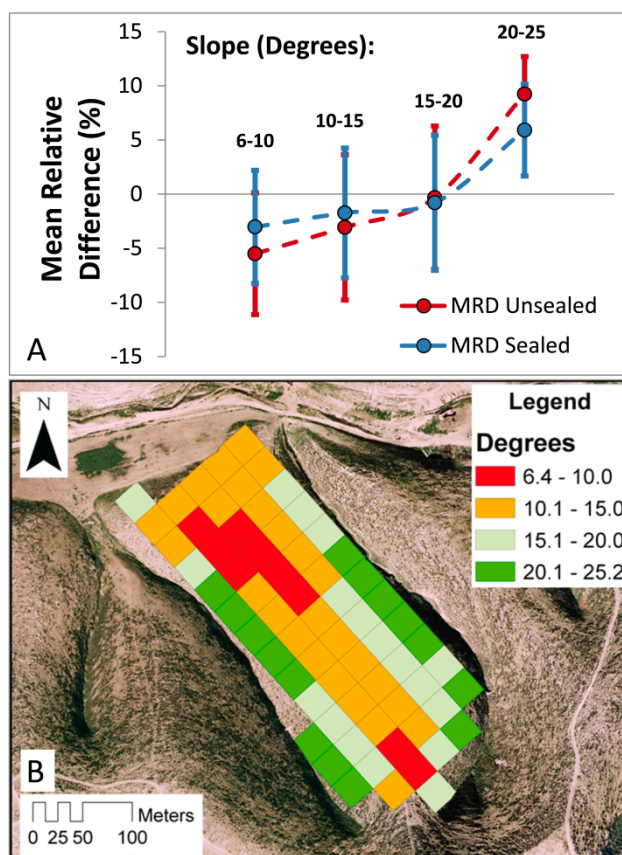 Slope (Degrees):
15
10
5
0
-5
-10
-15
Mean Relative
Difference (%)
6-10
10-15
15-20
20-25
MRD Unsealed
MRD Sealed
A
N
Legend
Degrees
6.4 - 10.0
10.1 - 15.0
15.1 - 20.0
20.1 - 25.2
B
Meters
0 25 50 100